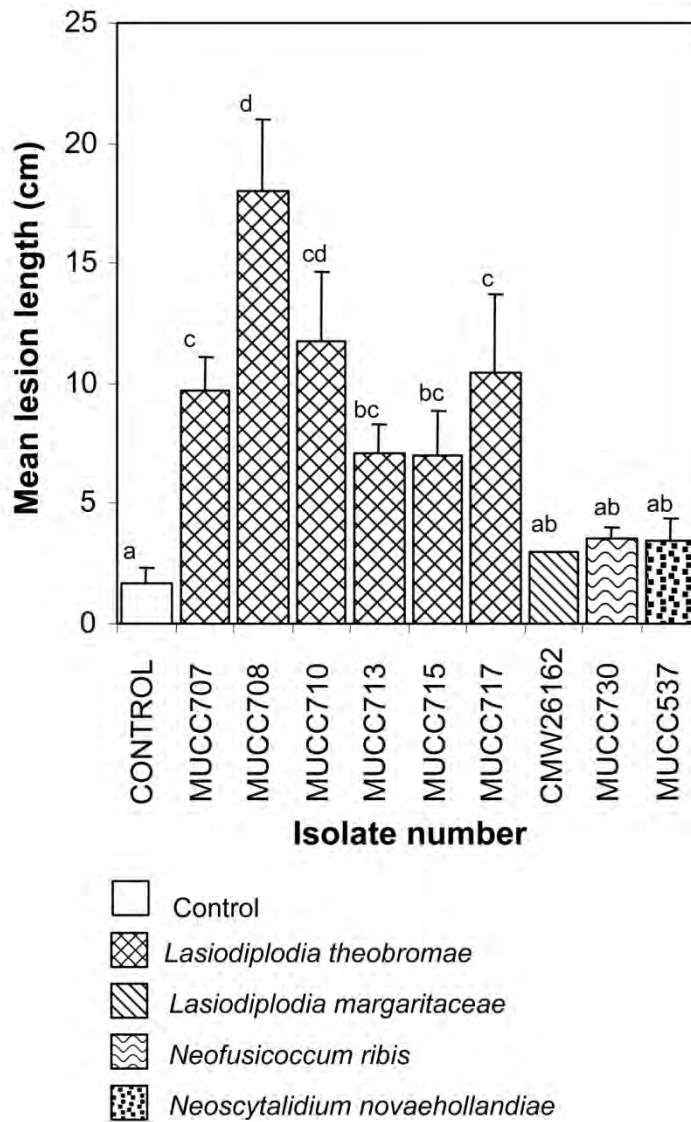 Mean lesion length (cm)
25
20
15
10
5
0
a
c
d
cd
bc
bc
c
ab
ab
ab
CONTROL
MUCC707
MUCC708
MUCC710
MUCC713
MUCC715
MUCC717
CMW26162
MUCC730
MUCC537
Isolate number
Control
Lasiodiplodia theobromae
Lasiodiplodia margaritaceae
Neofusicoccum ribis
Neoscytalidium novaehollandiae